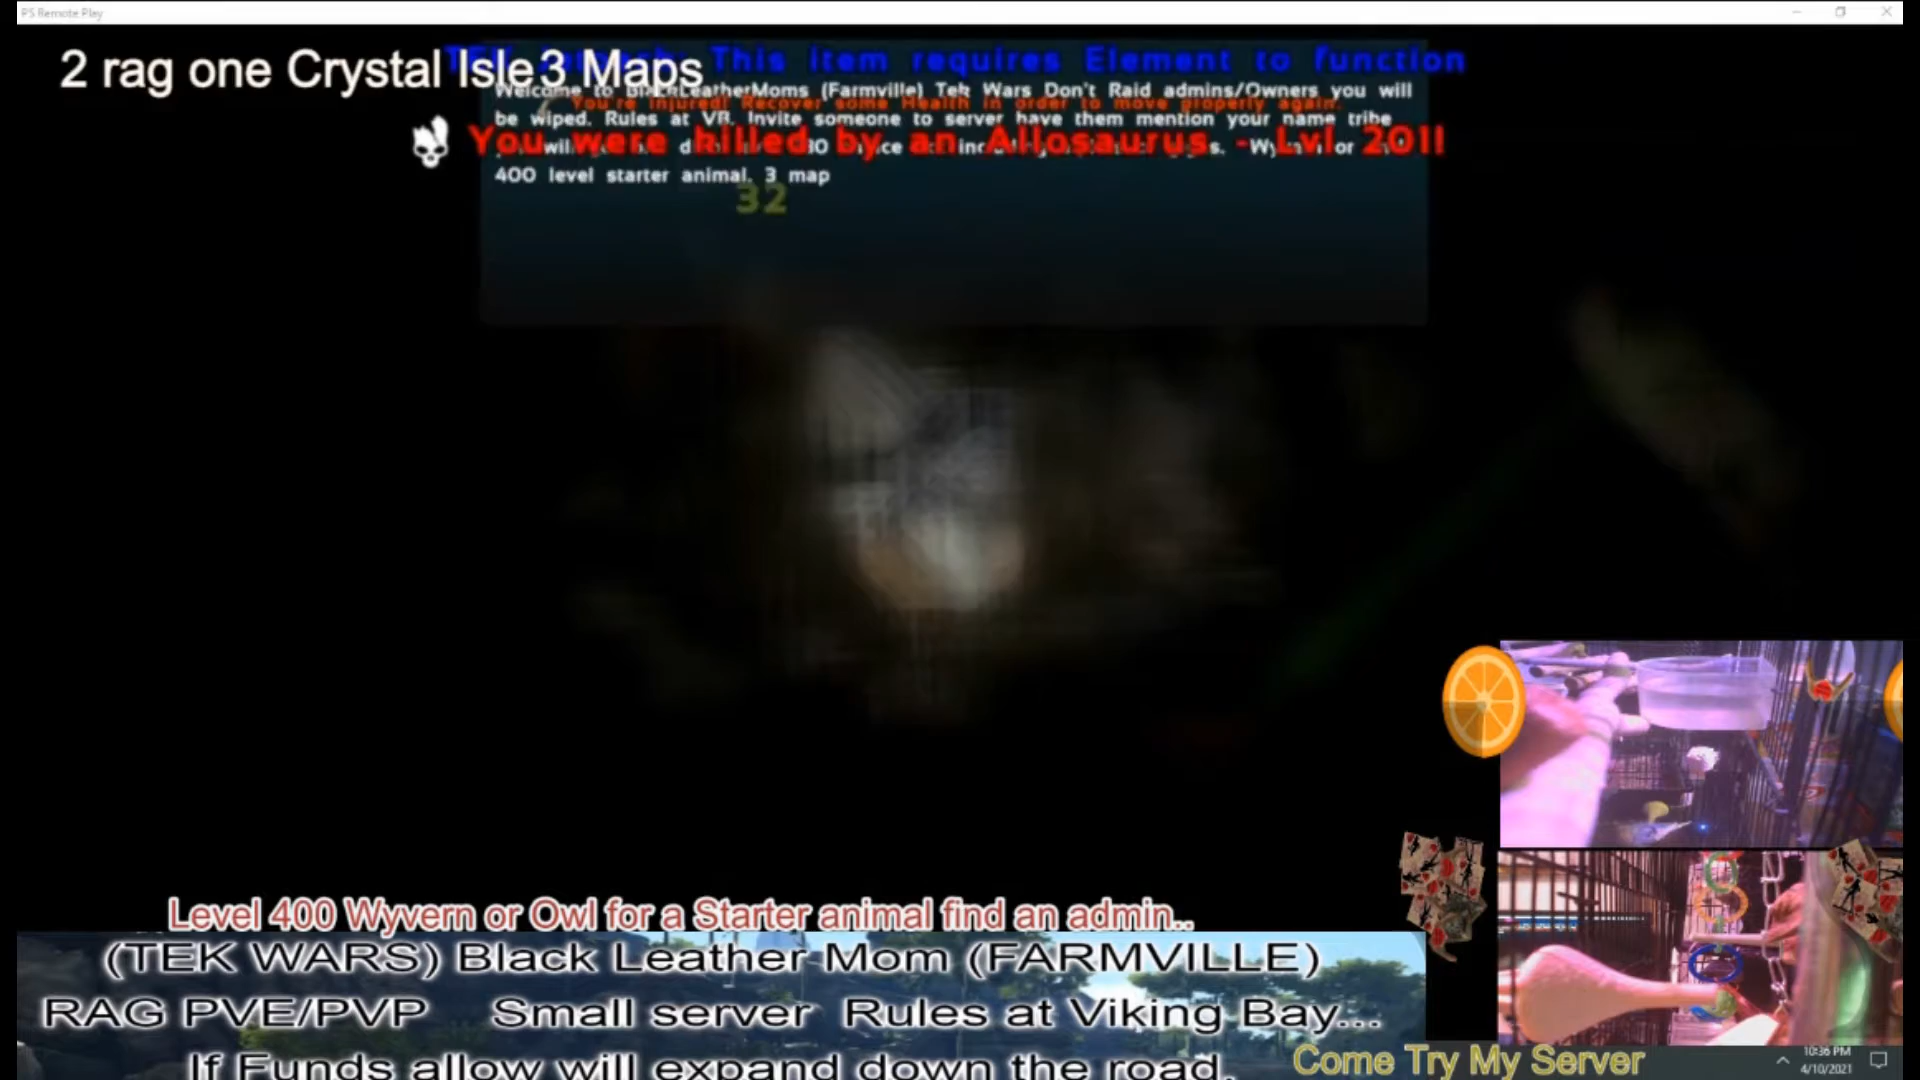 PS Remote Play
2 rag one Crystal Isle 3 Maps
This item requires Element to function
Welcome to BlackLeatherMoms (Farmville) Tek Wars Don't Raid admins/Owners you will
You're Injured! Recover some Health in order to move properly again.
be wiped. Rules at VB. Invite someone to server have them mention your name tribe
You were killed by an Allosaurus - Lvl 201!
400 level starter animal. 3 map
32
Level 400 Wyvern or Owl for a Starter animal find an admin..
(TEK WARS) Black Leather Mom (FARMVILLE)
RAG PVE/PVP Small server Rules at Viking Bay...
If Funds allow will expand down the road.
Come Try My Server
10:36 PM
4/10/2021